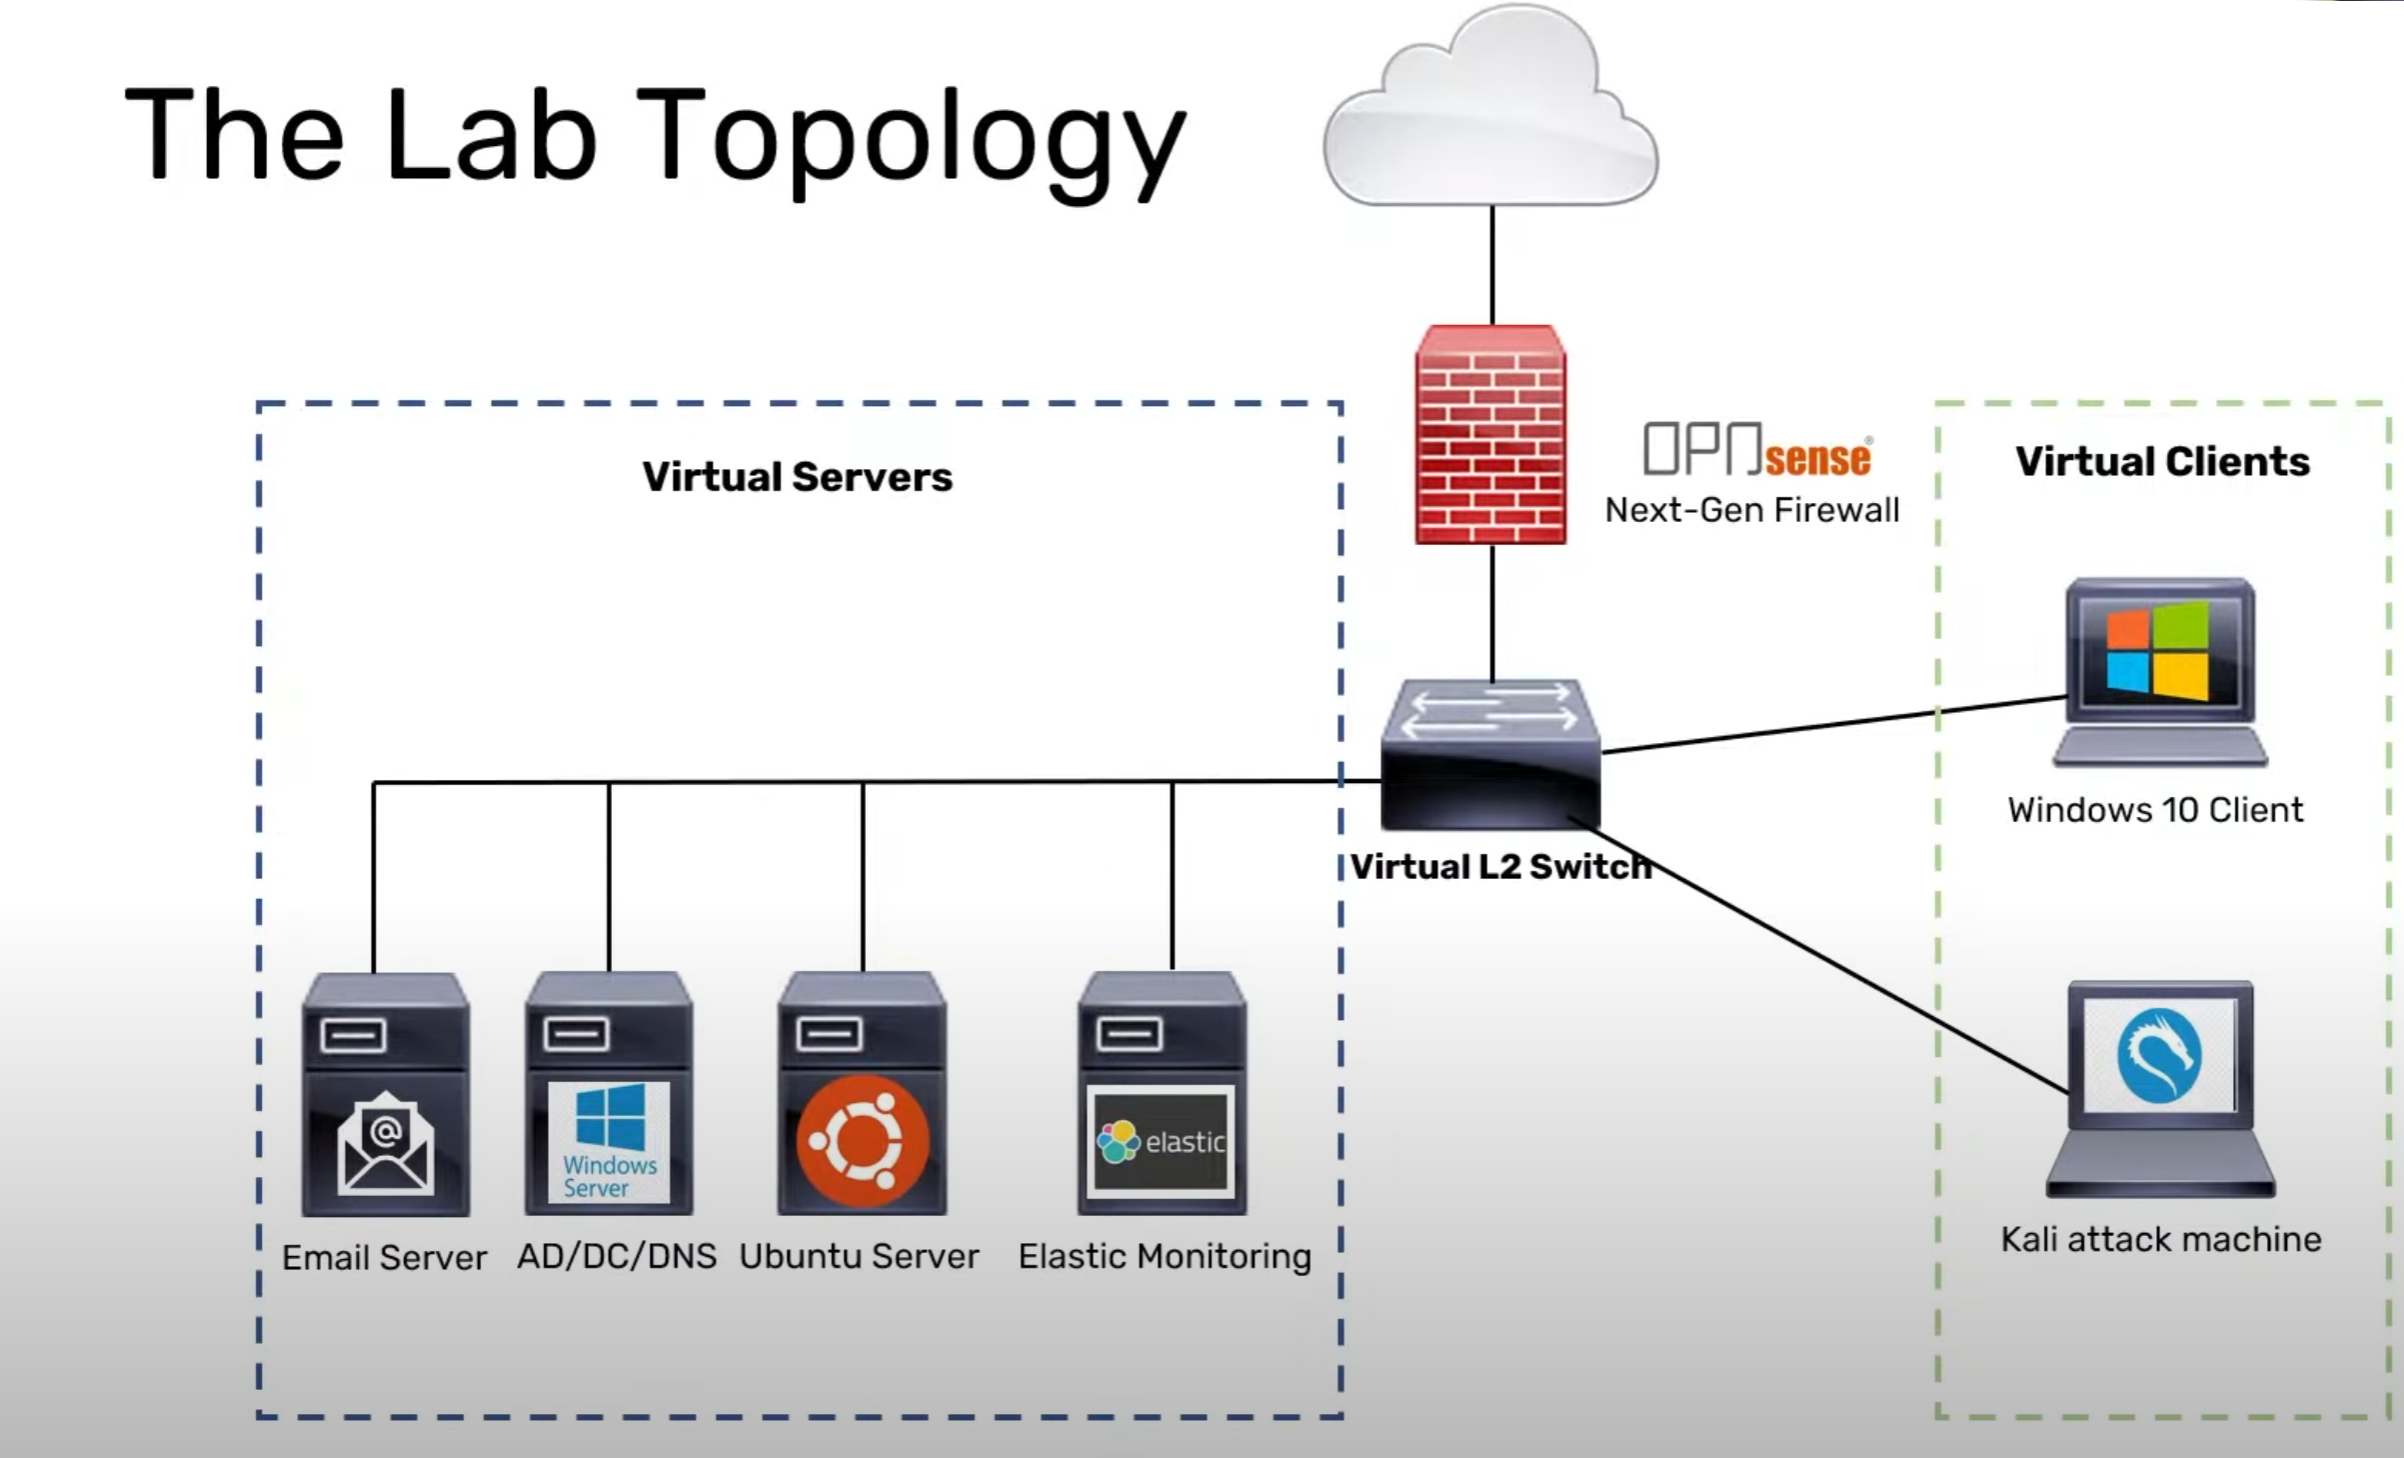 The Lab Topology
OPNsense®
Next-Gen Firewall
Virtual Servers
Virtual Clients
Windows 10 Client
Virtual L2 Switch
@
Windows
Server
elastic
Email Server
AD/DC/DNS
Ubuntu Server
Elastic Monitoring
Kali attack machine